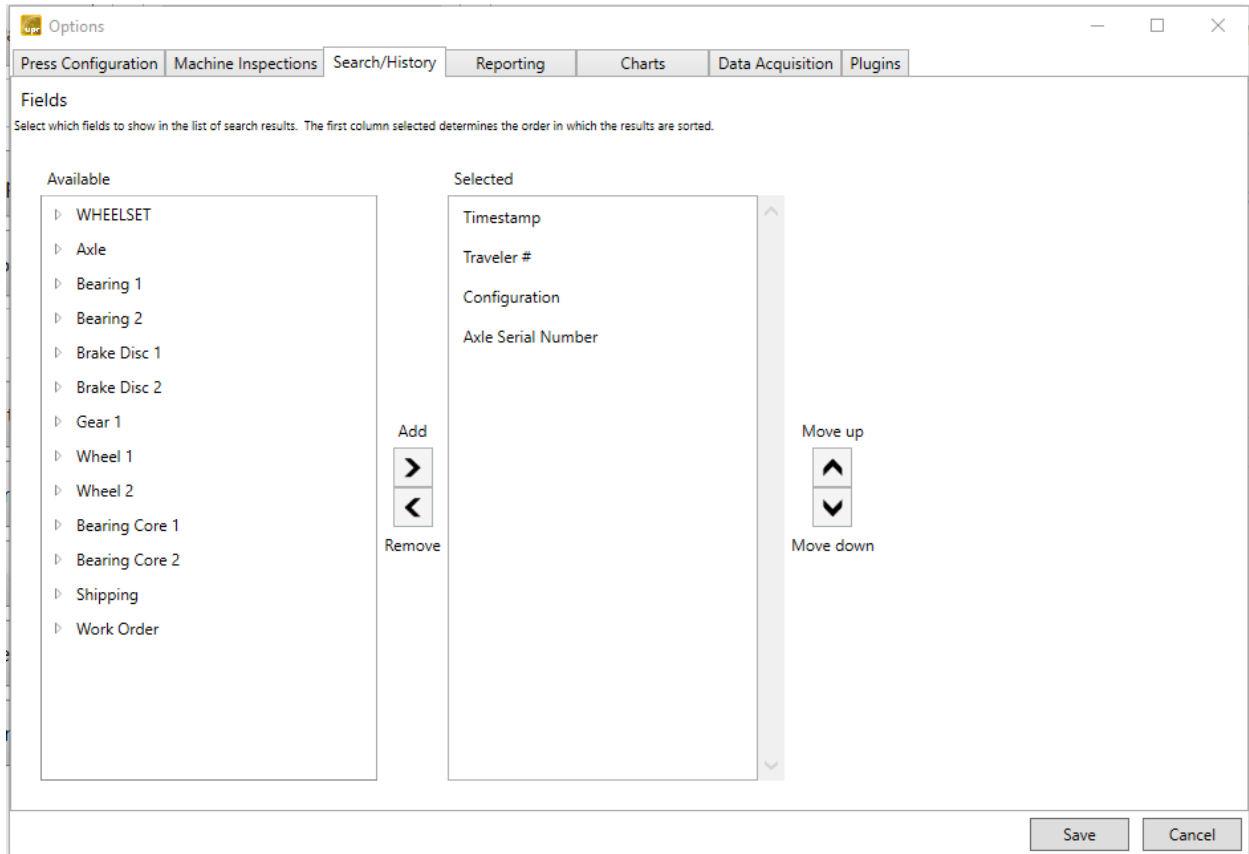 upr Options
Press Configuration Machine Inspections Search/History Reporting Charts Data Acquisition Plugins
Fields
Select which fields to show in the list of search results. The first column selected determines the order in which the results are sorted.
Available
WHEELSET
Axle
Bearing 1
Bearing 2
Brake Disc 1
Brake Disc 2
Gear 1
Wheel 1
Wheel 2
Bearing Core 1
Bearing Core 2
Shipping
Work Order
Add
Remove
Selected
Timestamp
Traveler #
Configuration
Axle Serial Number
Move up
Move down
Save Cancel